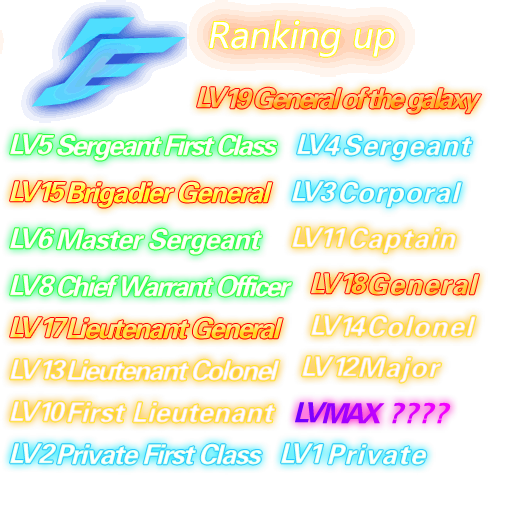 Ranking up
LV19 General of the galaxy
LV5 Sergeant First Class LV4 Sergeant
LV15 Brigadier General LV3 Corporal
LV6 Master Sergeant LV11 Captain
LV8 Chief Warrant Officer LV18 General
LV17 Lieutenant General LV14 Colonel
LV13 Lieutenant Colonel LV12 Major
LV10 First Lieutenant LVMAX ????
LV2 Private First Class LV1 Private